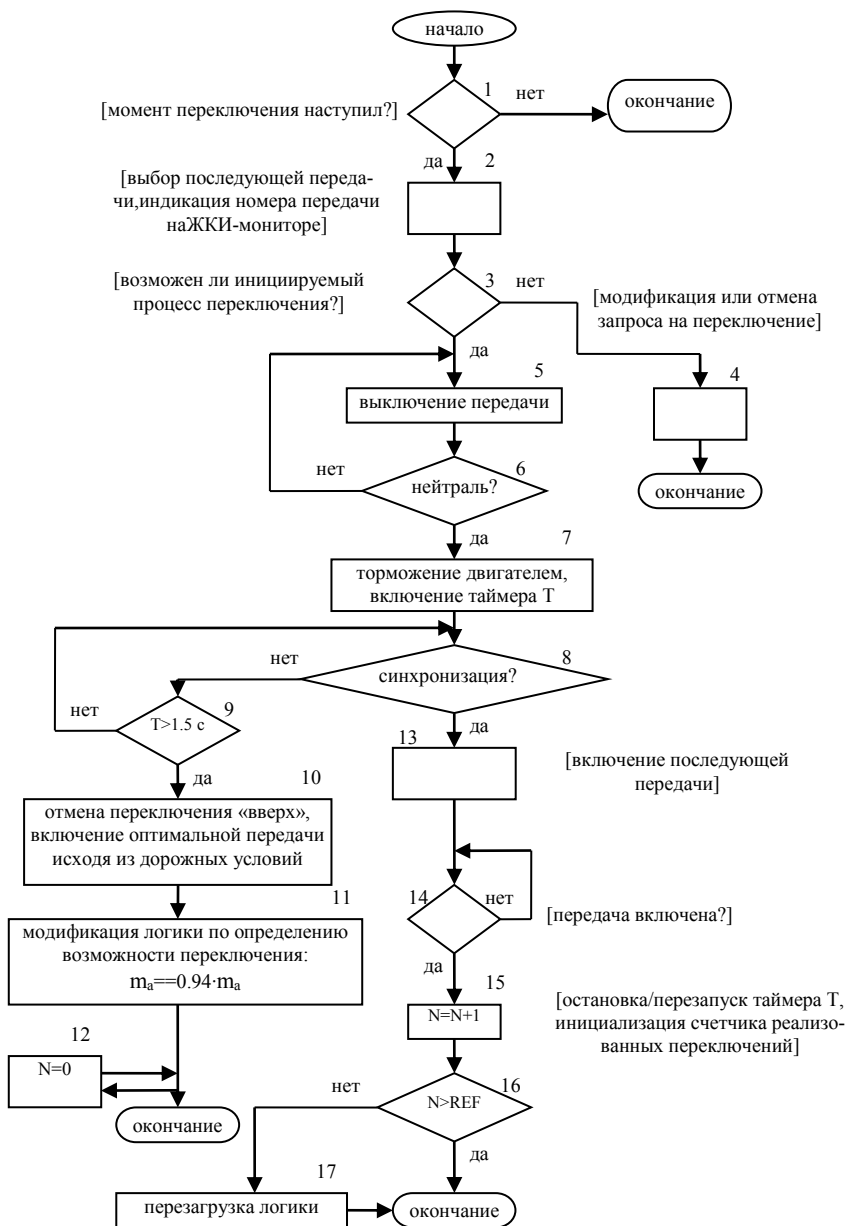 начало
1
нет
[момент переключения наступил?]
окончание
да
2
[выбор последующей переда-
чи,индикация номера передачи
наЖКИ-мониторе]
[возможен ли инициируемый
процесс переключения?]
3
нет
[модификация или отмена
запроса на переключение]
да
5
4
выключение передачи
нет
6
нейтраль?
окончание
да
7
торможение двигателем,
включение таймера T
нет
8
синхронизация?
нет
9
T>1.5 c
да
13
[включение последующей
передачи]
да
10
отмена переключения «вверх»,
включение оптимальной передачи
исходя из дорожных условий
11
14
нет
[передача включена?]
модификация логики по определению
возможности переключения:
mа==0.94·mа
да
15
N=N+1
[остановка/перезапуск таймера T,
инициализация счетчика реализо-
ванных переключений]
12
N=0
нет
16
N>REF
окончание
да
17
перезагрузка логики
окончание